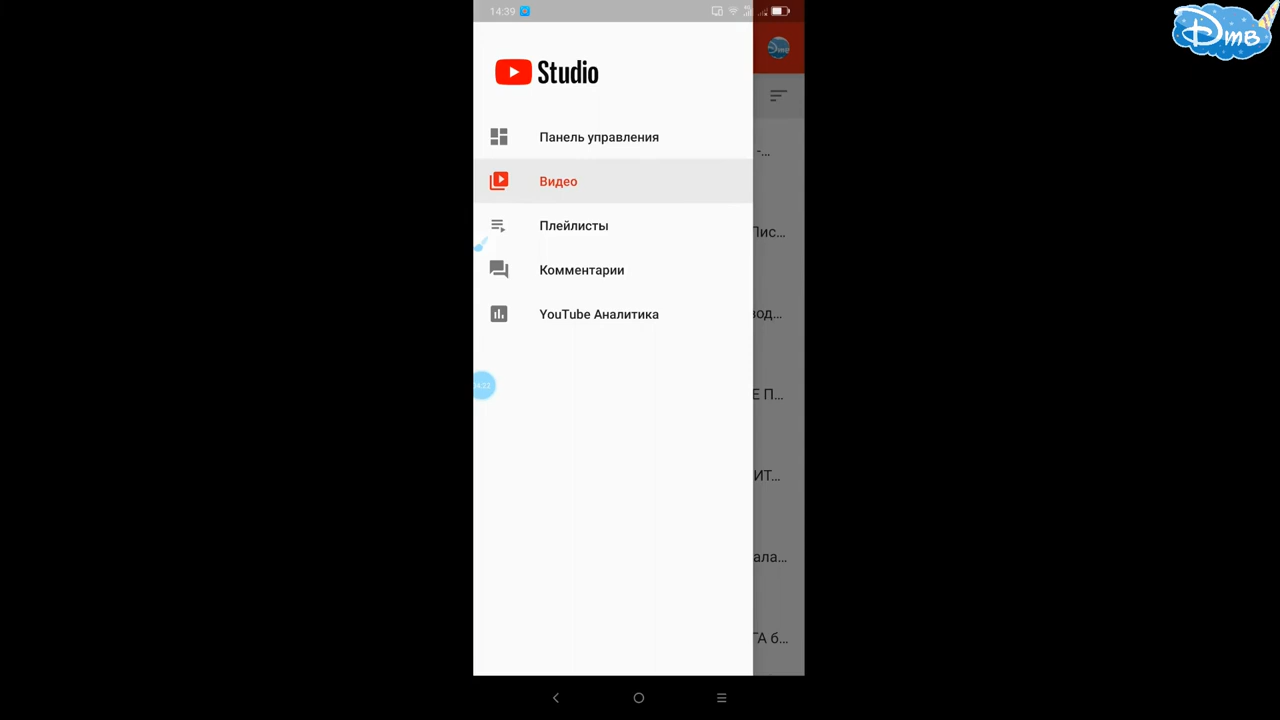 14:39
Dmb
Studio
Панель управления
Видео
Плейлисты
Комментарии
YouTube Аналитика
-...
Пис...
вод...
Е П...
ИТ...
ала...
ГА б...